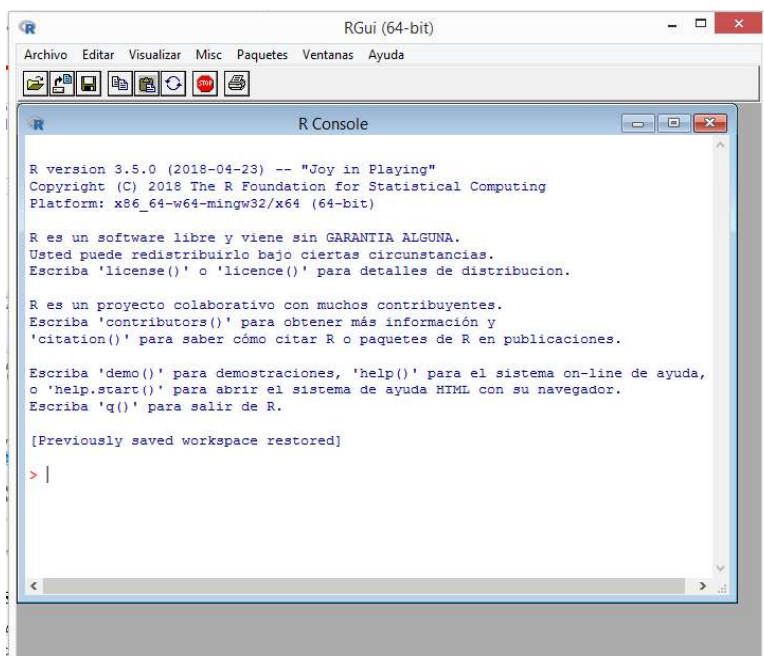 RGui (64-bit)
Archivo Editar Visualizar Misc Paquetes Ventanas Ayuda
STOP
R Console
R version 3.5.0 (2018-04-23) -- "Joy in Playing"
Copyright (C) 2018 The R Foundation for Statistical Computing
Platform: x86_64-w64-mingw32/x64 (64-bit)
R es un software libre y viene sin GARANTIA ALGUNA.
Usted puede redistribuirlo bajo ciertas circunstancias.
Escriba 'license()' o 'licence()' para detalles de distribucion.
R es un proyecto colaborativo con muchos contribuyentes.
Escriba 'contributors()' para obtener más información y
'citation()' para saber cómo citar R o paquetes de R en publicaciones.
Escriba 'demo()' para demostraciones, 'help()' para el sistema on-line de ayuda,
o 'help.start()' para abrir el sistema de ayuda HTML con su navegador.
Escriba 'q()' para salir de R.
[Previously saved workspace restored]
>